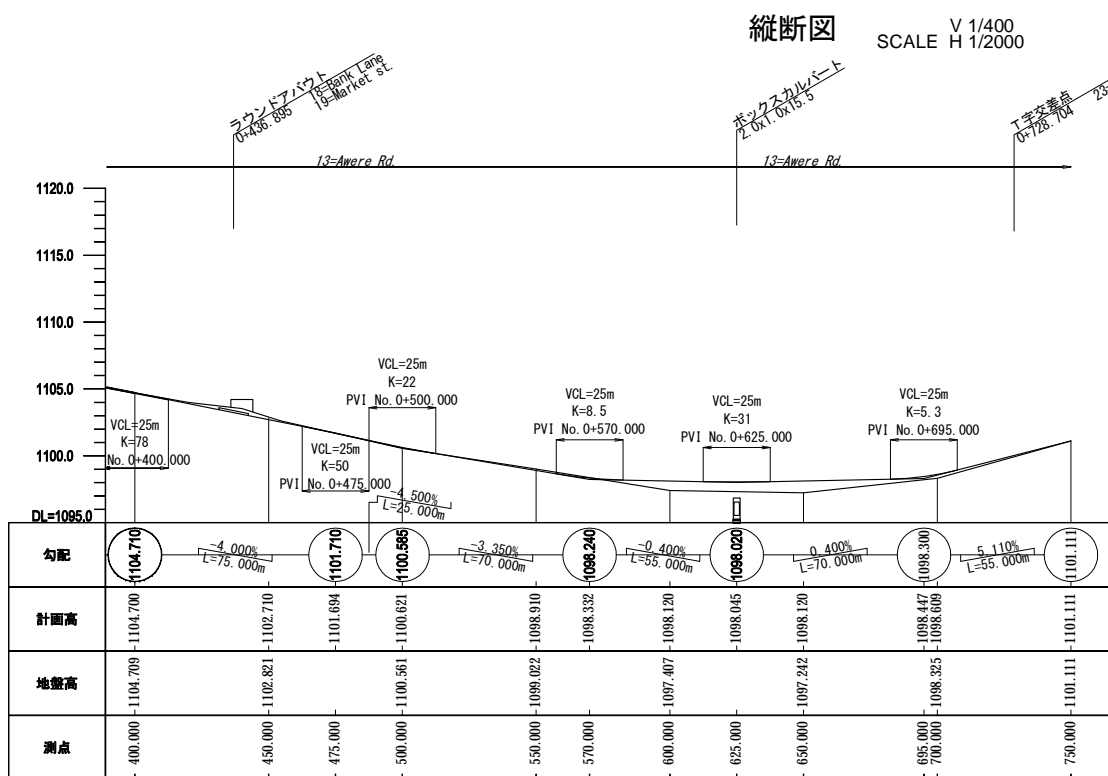 縦断図
SCALE V 1/400
H 1/2000
ラウンドアバウト
0+436.895
18=Bank Lane
19=Market st.
ボックスカルバート
2.0x1.0x15.5
T字交差点
0+728.704
23-
13=Awere Rd.
13=Awere Rd.
1120.0
1115.0
1110.0
1105.0
1100.0
DL=1095.0
VCL=25m
K=78
No. 0+400.000
VCL=25m
K=50
PVI No. 0+475.000
VCL=25m
K=22
PVI No. 0+500.000
VCL=25m
K=8.5
PVI No. 0+570.000
VCL=25m
K=31
PVI No. 0+625.000
VCL=25m
K=5.3
PVI No. 0+695.000
-4.500%
L=25.000m
勾配
1104.710
-4.000%
L=75.000m
1101.710
1100.585
-3.350%
L=70.000m
1098.240
-0.400%
L=55.000m
1098.020
0.400%
L=70.000m
1098.300
5.110%
L=55.000m
1101.111
計画高
1104.700
1102.710
1101.694
1100.621
1098.910
1098.332
1098.120
1098.045
1098.120
1098.447
1098.609
1101.111
地盤高
1104.709
1102.821
1100.561
1099.022
1097.407
1097.242
1098.325
1101.111
測点
400.000
450.000
475.000
500.000
550.000
570.000
600.000
625.000
650.000
695.000
700.000
750.000